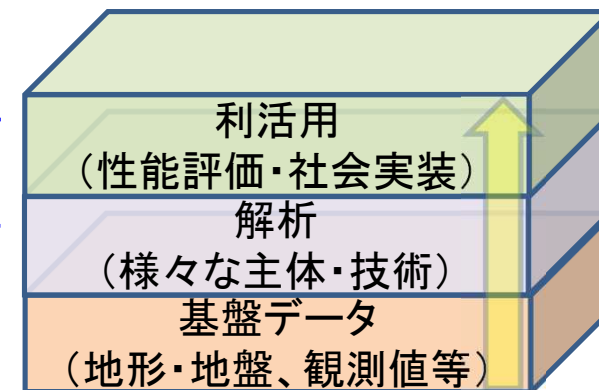 利活用
（性能評価・社会実装）
解析
（様々な主体・技術）
基盤データ
（地形・地盤、観測値等）